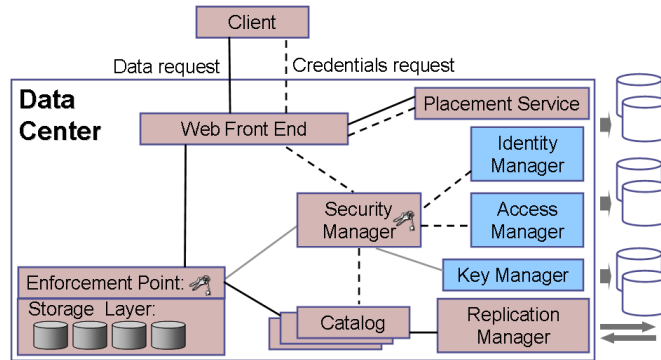 Client
Data request
Credentials request
Data
Center
Placement Service
Web Front End
Identity
Manager
Security
Manager
Access
Manager
Enforcement Point:
Key Manager
Storage Layer:
Catalog
Replication
Manager